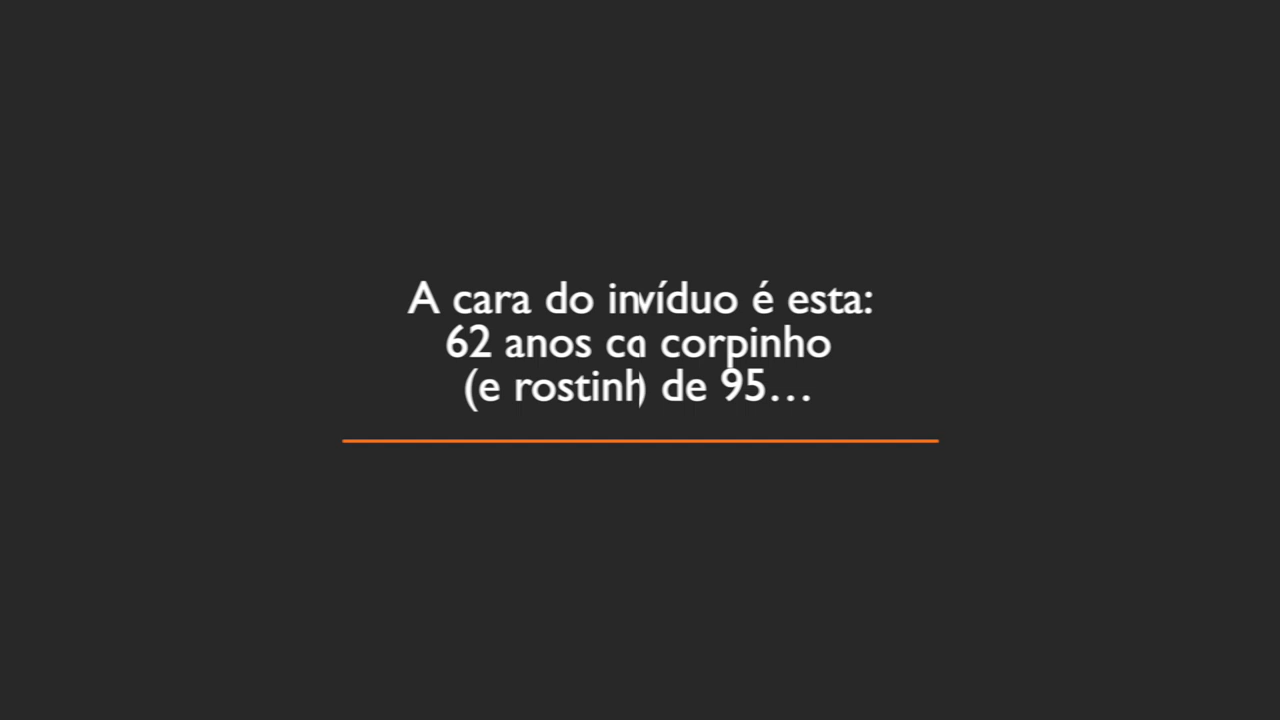 A cara do invíduo é esta:
62 anos ca corpinho
(e rostinh) de 95…